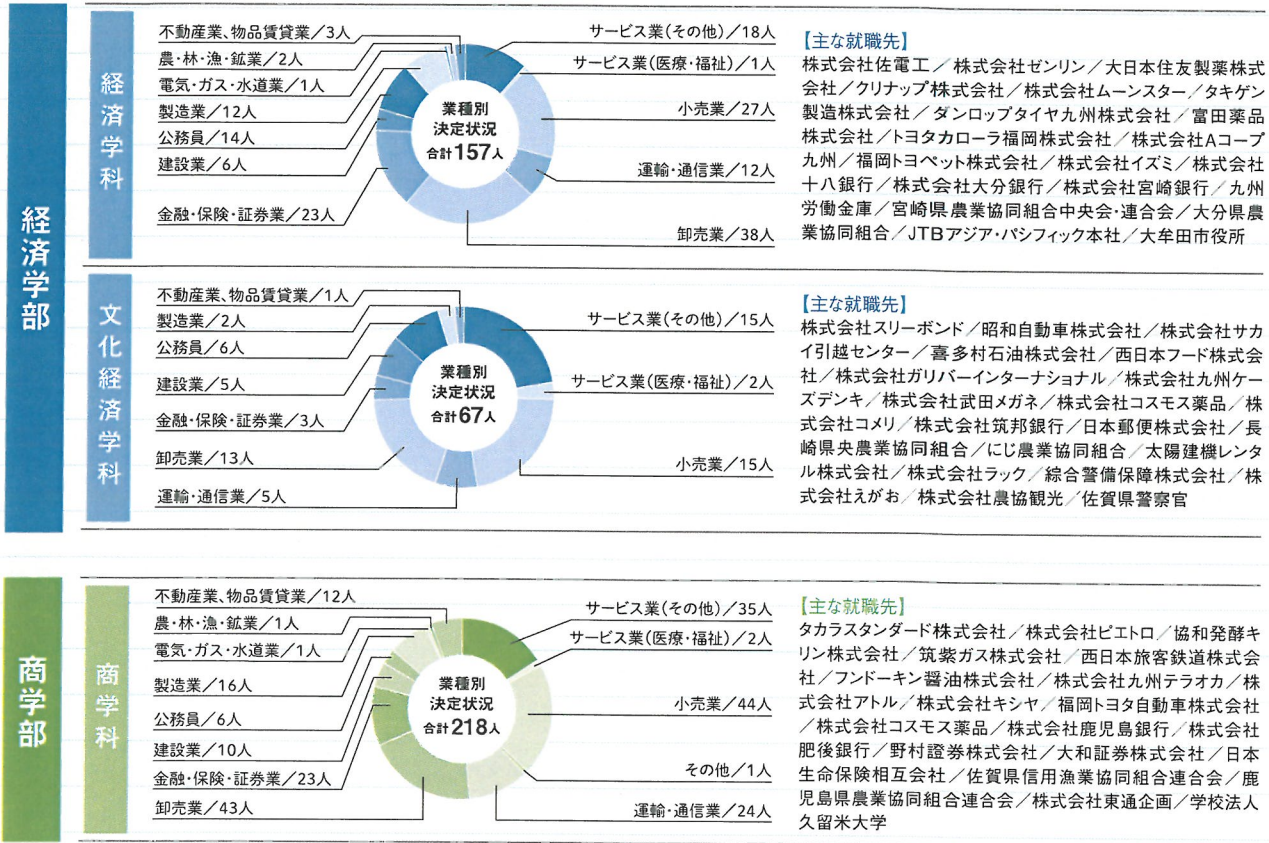 経済学部
経済学科
不動産業、物品賃貸業／3人
農・林・漁・鉱業／2人
電気・ガス・水道業／1人
製造業／12人
公務員／14人
建設業／6人
金融・保険・証券業／23人
業種別
決定状況
合計157人
サービス業(その他)／18人
サービス業(医療・福祉)／1人
小売業／27人
運輸・通信業／12人
卸売業／38人
【主な就職先】
株式会社佐電工／株式会社ゼンリン／大日本住友製薬株式
会社／クリナップ株式会社／株式会社ムーンスター／タキゲン
製造株式会社／ダンロップタイヤ九州株式会社／富田薬品
株式会社／トヨタカローラ福岡株式会社／株式会社Aコープ
九州／福岡トヨペット株式会社／株式会社イズミ／株式会社
十八銀行／株式会社大分銀行／株式会社宮崎銀行／九州
労働金庫／宮崎県農業協同組合中央会・連合会／大分県農
業協同組合／JTBアジア・パシフィック本社／大牟田市役所
文化経済学科
不動産業、物品賃貸業／1人
製造業／2人
公務員／6人
建設業／5人
金融・保険・証券業／3人
卸売業／13人
運輸・通信業／5人
業種別
決定状況
合計67人
サービス業(その他)／15人
サービス業(医療・福祉)／2人
小売業／15人
【主な就職先】
株式会社スリーボンド／昭和自動車株式会社／株式会社サカ
イ引越センター／喜多村石油株式会社／西日本フード株式会
社／株式会社ガリバーインターナショナル／株式会社九州ケー
ズデンキ／株式会社武田メガネ／株式会社コスモス薬品／株
式会社コメリ／株式会社筑邦銀行／日本郵便株式会社／長
崎県央農業協同組合／にじ農業協同組合／太陽建機レンタ
ル株式会社／株式会社ラック／綜合警備保障株式会社／株
式会社えがお／株式会社農協観光／佐賀県警察官
商学部
商学科
不動産業、物品賃貸業／12人
農・林・漁・鉱業／1人
電気・ガス・水道業／1人
製造業／16人
公務員／6人
建設業／10人
金融・保険・証券業／23人
卸売業／43人
業種別
決定状況
合計218人
サービス業(その他)／35人
サービス業(医療・福祉)／2人
小売業／44人
その他／1人
運輸・通信業／24人
【主な就職先】
タカラスタンダード株式会社／株式会社ピエトロ／協和発酵キ
リン株式会社／筑紫ガス株式会社／西日本旅客鉄道株式会
社／フンドーキン醤油株式会社／株式会社九州テラオカ／株
式会社アトル／株式会社キシヤ／福岡トヨタ自動車株式会社
／株式会社コスモス薬品／株式会社鹿児島銀行／株式会社
肥後銀行／野村證券株式会社／大和証券株式会社／日本
生命保険相互会社／佐賀県信用漁業協同組合連合会／鹿
児島県農業協同組合連合会／株式会社東通企画／学校法人
久留米大学